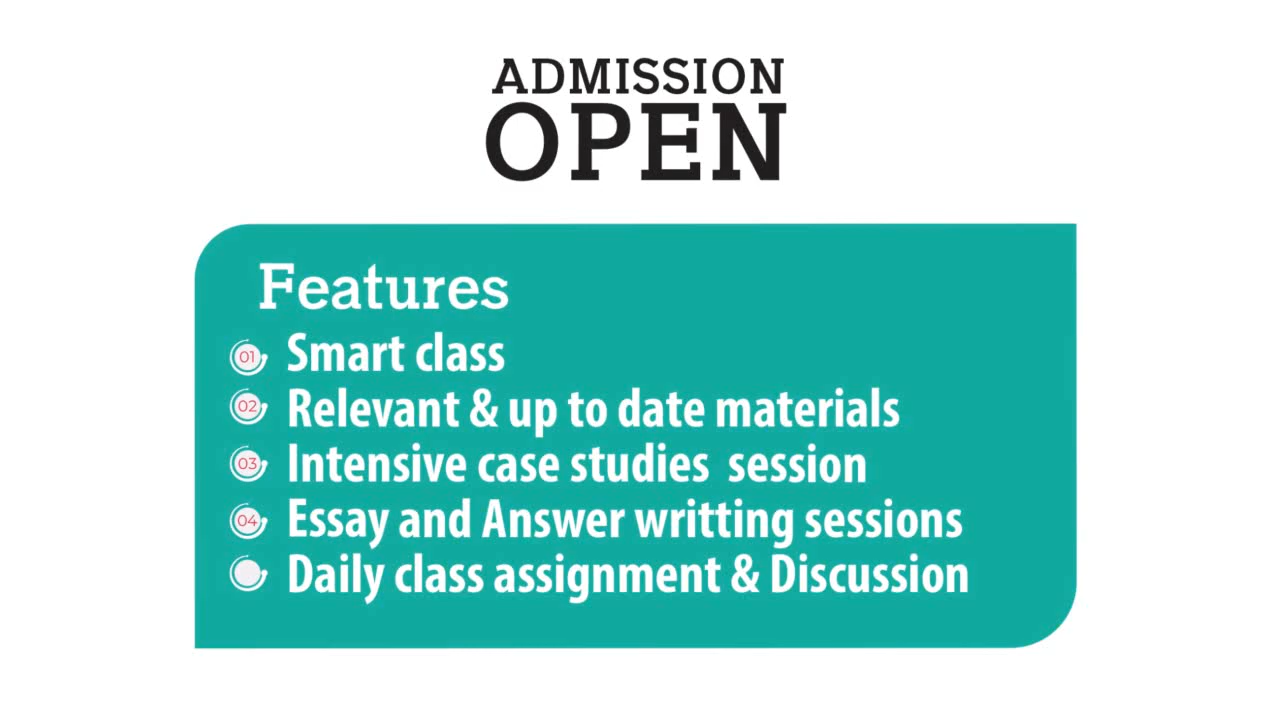 ADMISSION
OPEN
Features
01 Smart class
02 Relevant & up to date materials
03 Intensive case studies session
04 Essay and Answer writting sessions
Daily class assignment & Discussion